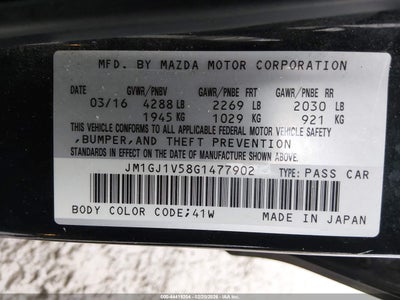 MFD. BY MAZDA MOTOR CORPORATION
DATE GVWR/PNBV GAWR/PNBE FR GAWR/PNBE RR
03/16 4288 LB 2269 LB 2030 LB
1945 KG 1029 KG 921 KG
THIS VEHICLE CONFORMS TO ALL APPLICABLE FEDERAL MOTOR VEHICLE SAFETY
,BUMPER,AND THEFT PREVENTION
STANDARDS IN EFFECT ON THE DATE OF MANUFACTURE SHOWN ABOVE.
JM1GJ1V58G1477902 TYPE: PASS CAR
BODY COLOR CODE;41W MADE IN JAPAN